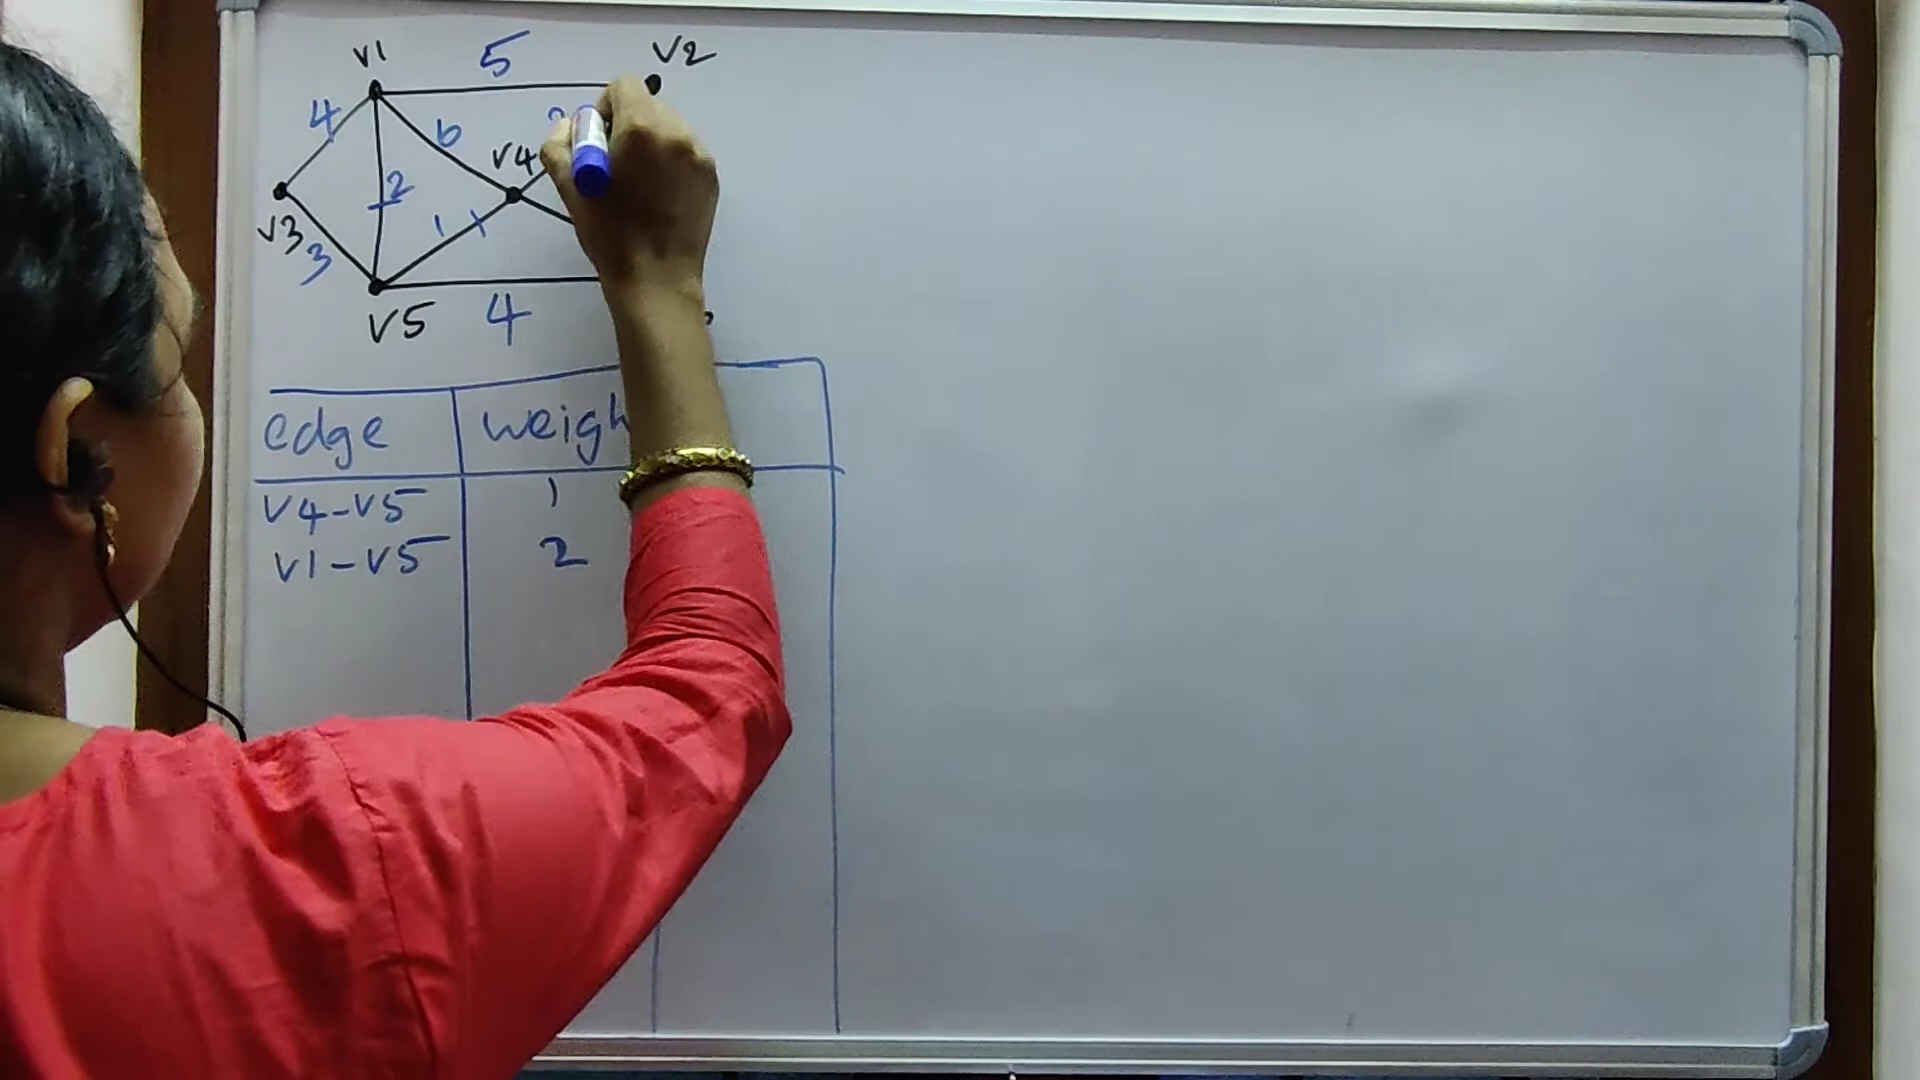 v1 5 v2
4 6
v4
2
1
v3
3
v5 4
edge weigh
v4-v5 1
v1-v5 2